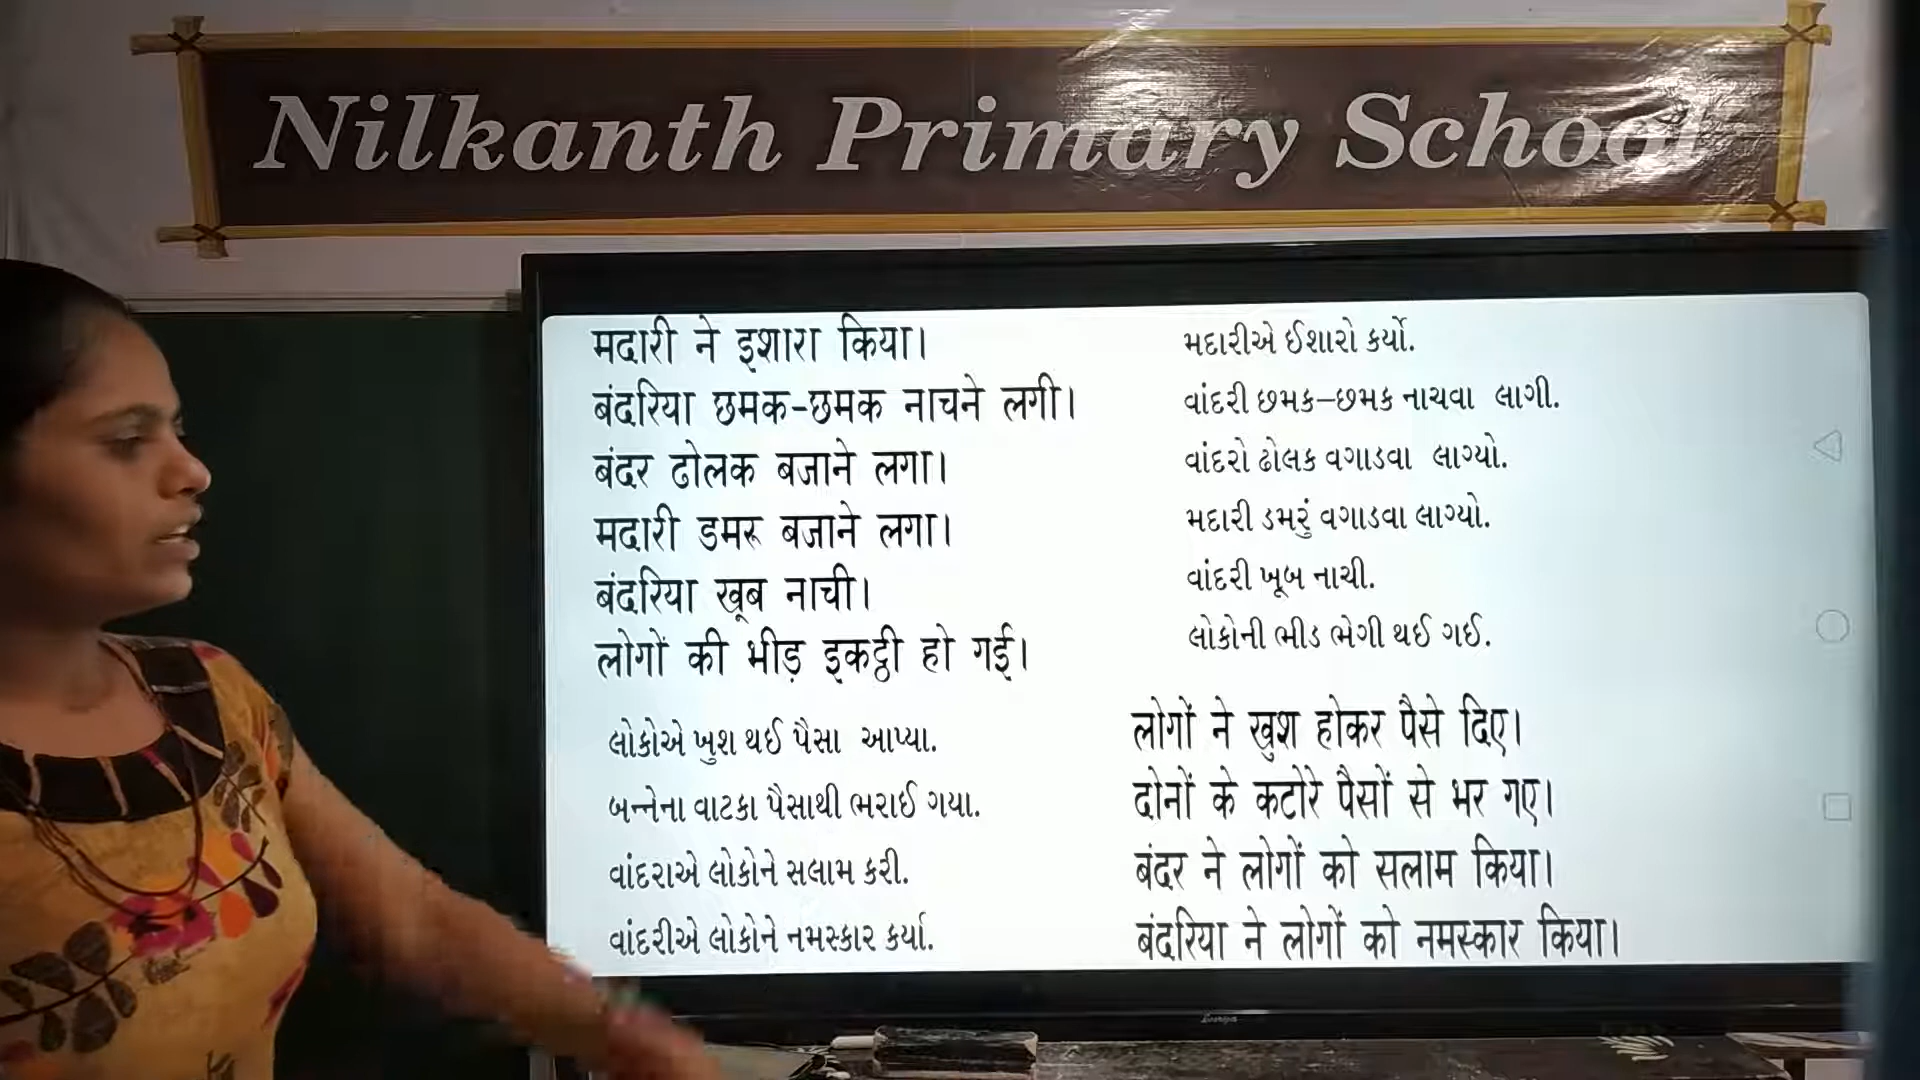 Nilkanth Primary School
मदारी ने इशारा किया।
बंदरिया छमक-छमक नाचने लगी।
बंदर ढोलक बजाने लगा।
मदारी डमरू बजाने लगा।
बंदरिया खूब नाची।
लोगों की भीड़ इकट्ठी हो गई।
મદારીએ ઈશારો કર્યો.
વાંદરી છમક–છમક નાચવા લાગી.
વાંદરો ઢોલક વગાડવા લાગ્યો.
મદારી ડમરું વગાડવા લાગ્યો.
વાંદરી ખૂબ નાચી.
લોકોની ભીડ ભેગી થઈ ગઈ.
લોકોએ ખુશ થઈ પૈસા આપ્યા.
બન્નેના વાટકા પૈસાથી ભરાઈ ગયા.
વાંદરાએ લોકોને સલામ કરી.
વાંદરીએ લોકોને નમસ્કાર કર્યા.
लोगों ने खुश होकर पैसे दिए।
दोनों के कटोरे पैसों से भर गए।
बंदर ने लोगों को सलाम किया।
बंदरिया ने लोगों को नमस्कार किया।